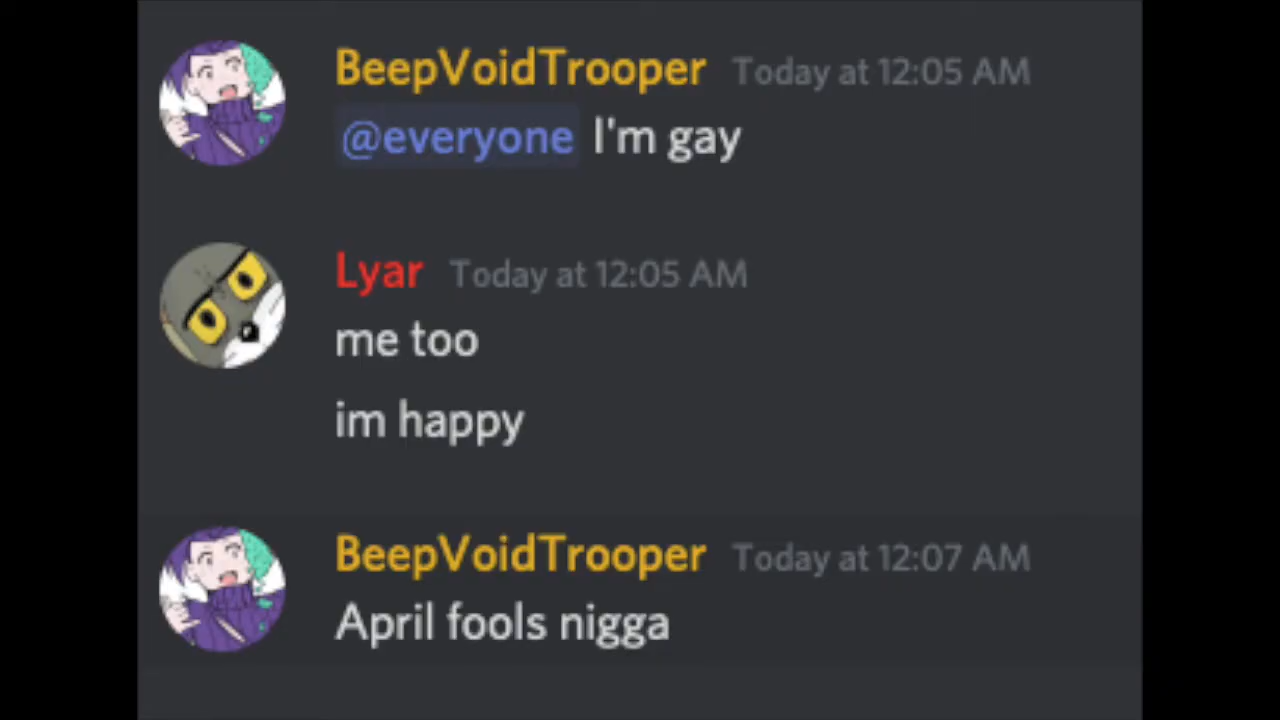 BeepVoidTrooper Today at 12:05 AM
@everyone I'm gay
Lyar Today at 12:05 AM
me too
im happy
BeepVoidTrooper Today at 12:07 AM
April fools nigga